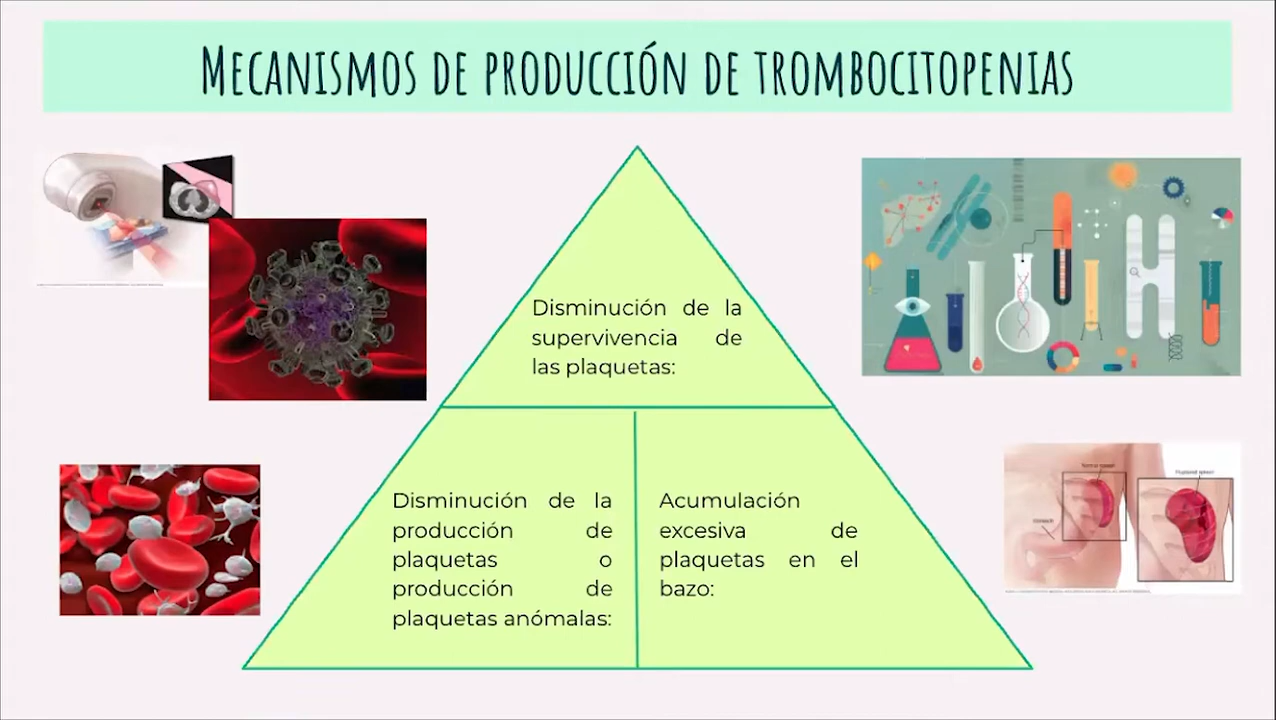 MECANISMOS DE PRODUCCIÓN DE TROMBOCITOPENIAS
Disminución de la
supervivencia de
las plaquetas:
Disminución de la
producción de
plaquetas o
producción de
plaquetas anómalas:
Acumulación
excesiva de
plaquetas en el
bazo: